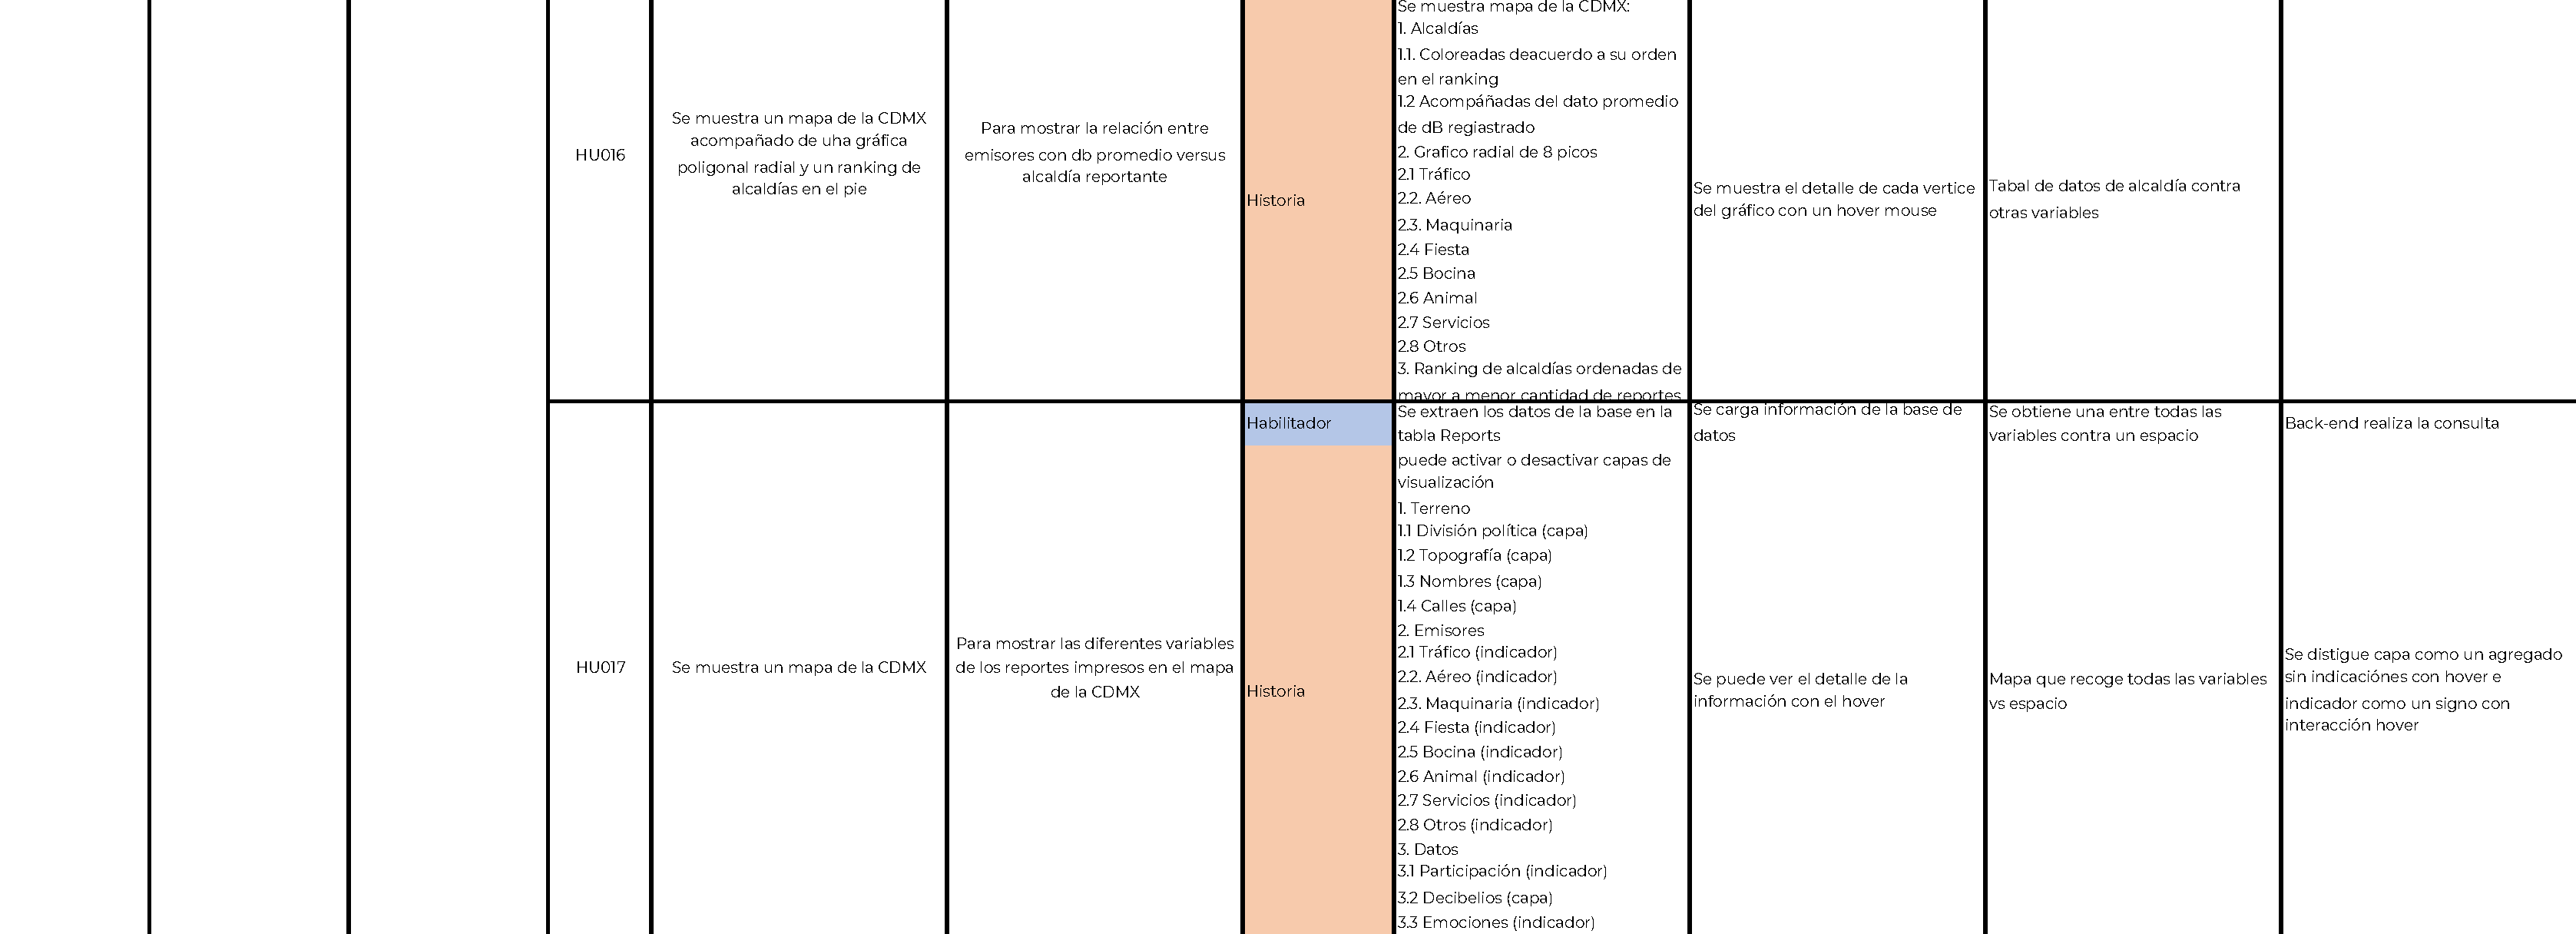 HU016
Se muestra un mapa de la CDMX
acompañado de uha gráfica
poligonal radial y un ranking de
alcaldías en el pie
Para mostrar la relación entre
emisores con db promedio versus
alcaldía reportante
Historia
Se muestra mapa de la CDMX:
1. Alcaldías
1.1. Coloreadas deacuerdo a su orden
en el ranking
1.2 Acompáñadas del dato promedio
de dB regiastrado
2. Grafico radial de 8 picos
2.1 Tráfico
2.2. Aéreo
2.3. Maquinaria
2.4 Fiesta
2.5 Bocina
2.6 Animal
2.7 Servicios
2.8 Otros
3. Ranking de alcaldías ordenadas de
mayor a menor cantidad de reportes
Se muestra el detalle de cada vertice
del gráfico con un hover mouse
Tabal de datos de alcaldía contra
otras variables
HU017
Se muestra un mapa de la CDMX
Para mostrar las diferentes variables
de los reportes impresos en el mapa
de la CDMX
Habilitador
Se extraen los datos de la base en la
tabla Reports
Se carga información de la base de
datos
Se obtiene una entre todas las
variables contra un espacio
Back-end realiza la consulta
Historia
puede activar o desactivar capas de
visualización
1. Terreno
1.1 División política (capa)
1.2 Topografía (capa)
1.3 Nombres (capa)
1.4 Calles (capa)
2. Emisores
2.1 Tráfico (indicador)
2.2. Aéreo (indicador)
2.3. Maquinaria (indicador)
2.4 Fiesta (indicador)
2.5 Bocina (indicador)
2.6 Animal (indicador)
2.7 Servicios (indicador)
2.8 Otros (indicador)
3. Datos
3.1 Participación (indicador)
3.2 Decibelios (capa)
3.3 Emociones (indicador)
Se puede ver el detalle de la
información con el hover
Mapa que recoge todas las variables
vs espacio
Se distigue capa como un agregado
sin indicaciónes con hover e
indicador como un signo con
interacción hover